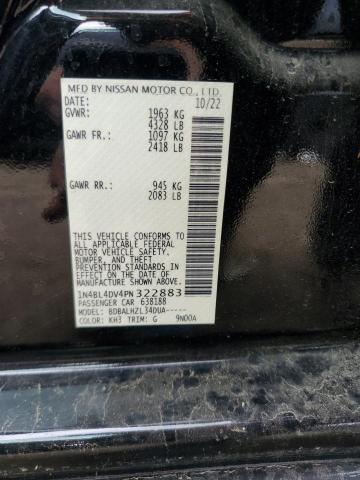 MFD BY NISSAN MOTOR CO., LTD.
DATE: 10/22
GVWR: 1963 KG
4328 LB
GAWR FR: 1097 KG
2418 LB
GAWR RR: 945 KG
2083 LB
THIS VEHICLE CONFORMS TO
ALL APPLICABLE FEDERAL
MOTOR VEHICLE SAFETY,
BUMPER, AND THEFT
PREVENTION STANDARDS IN
EFFECT ON THE DATE OF
MANUFACTURE SHOWN ABOVE.
1N4BL4DV4PN322883
PASSENGER CAR 638188
MODEL: BDBALHZL34DUA-----
COLOR: KH3 TRIM: G 9N00A